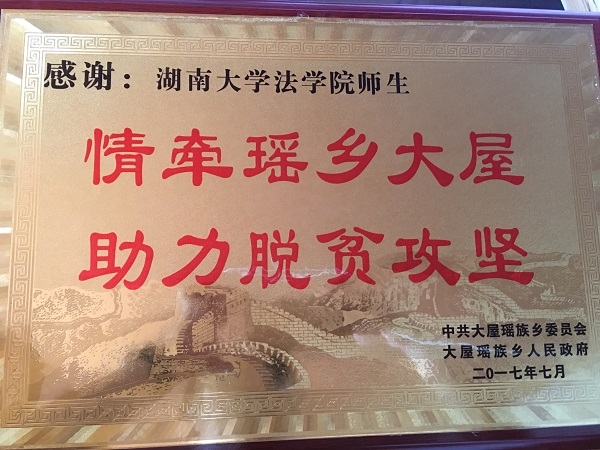 感谢：湖南大学法学院师生
情牵瑶乡大屋
助力脱贫攻坚
中共大屋瑶族乡委员会
大屋瑶族乡人民政府
二0一七年七月